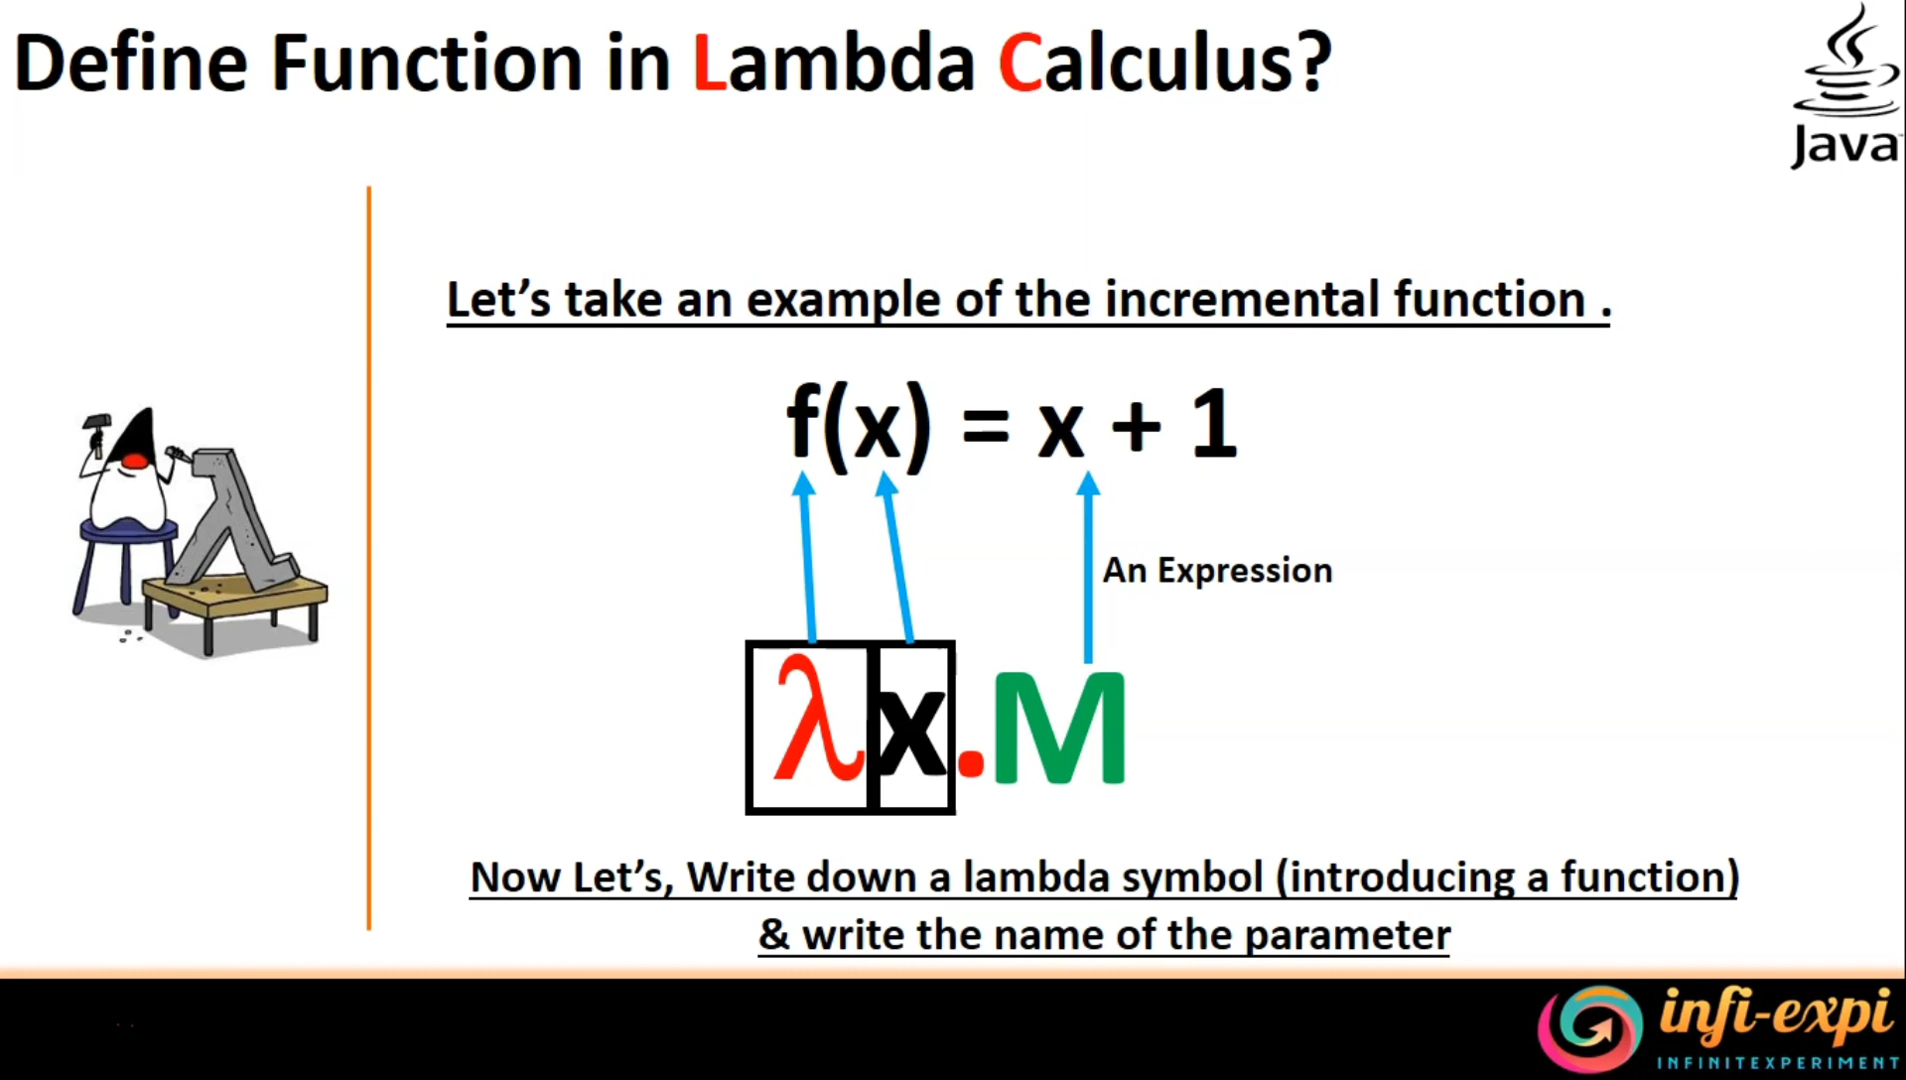 Define Function in Lambda Calculus?
Java
Let’s take an example of the incremental function .
f(x) = x + 1
An Expression
λx.M
Now Let’s, Write down a lambda symbol (introducing a function)
& write the name of the parameter
infi-expi
INFINITEXPERIMENT